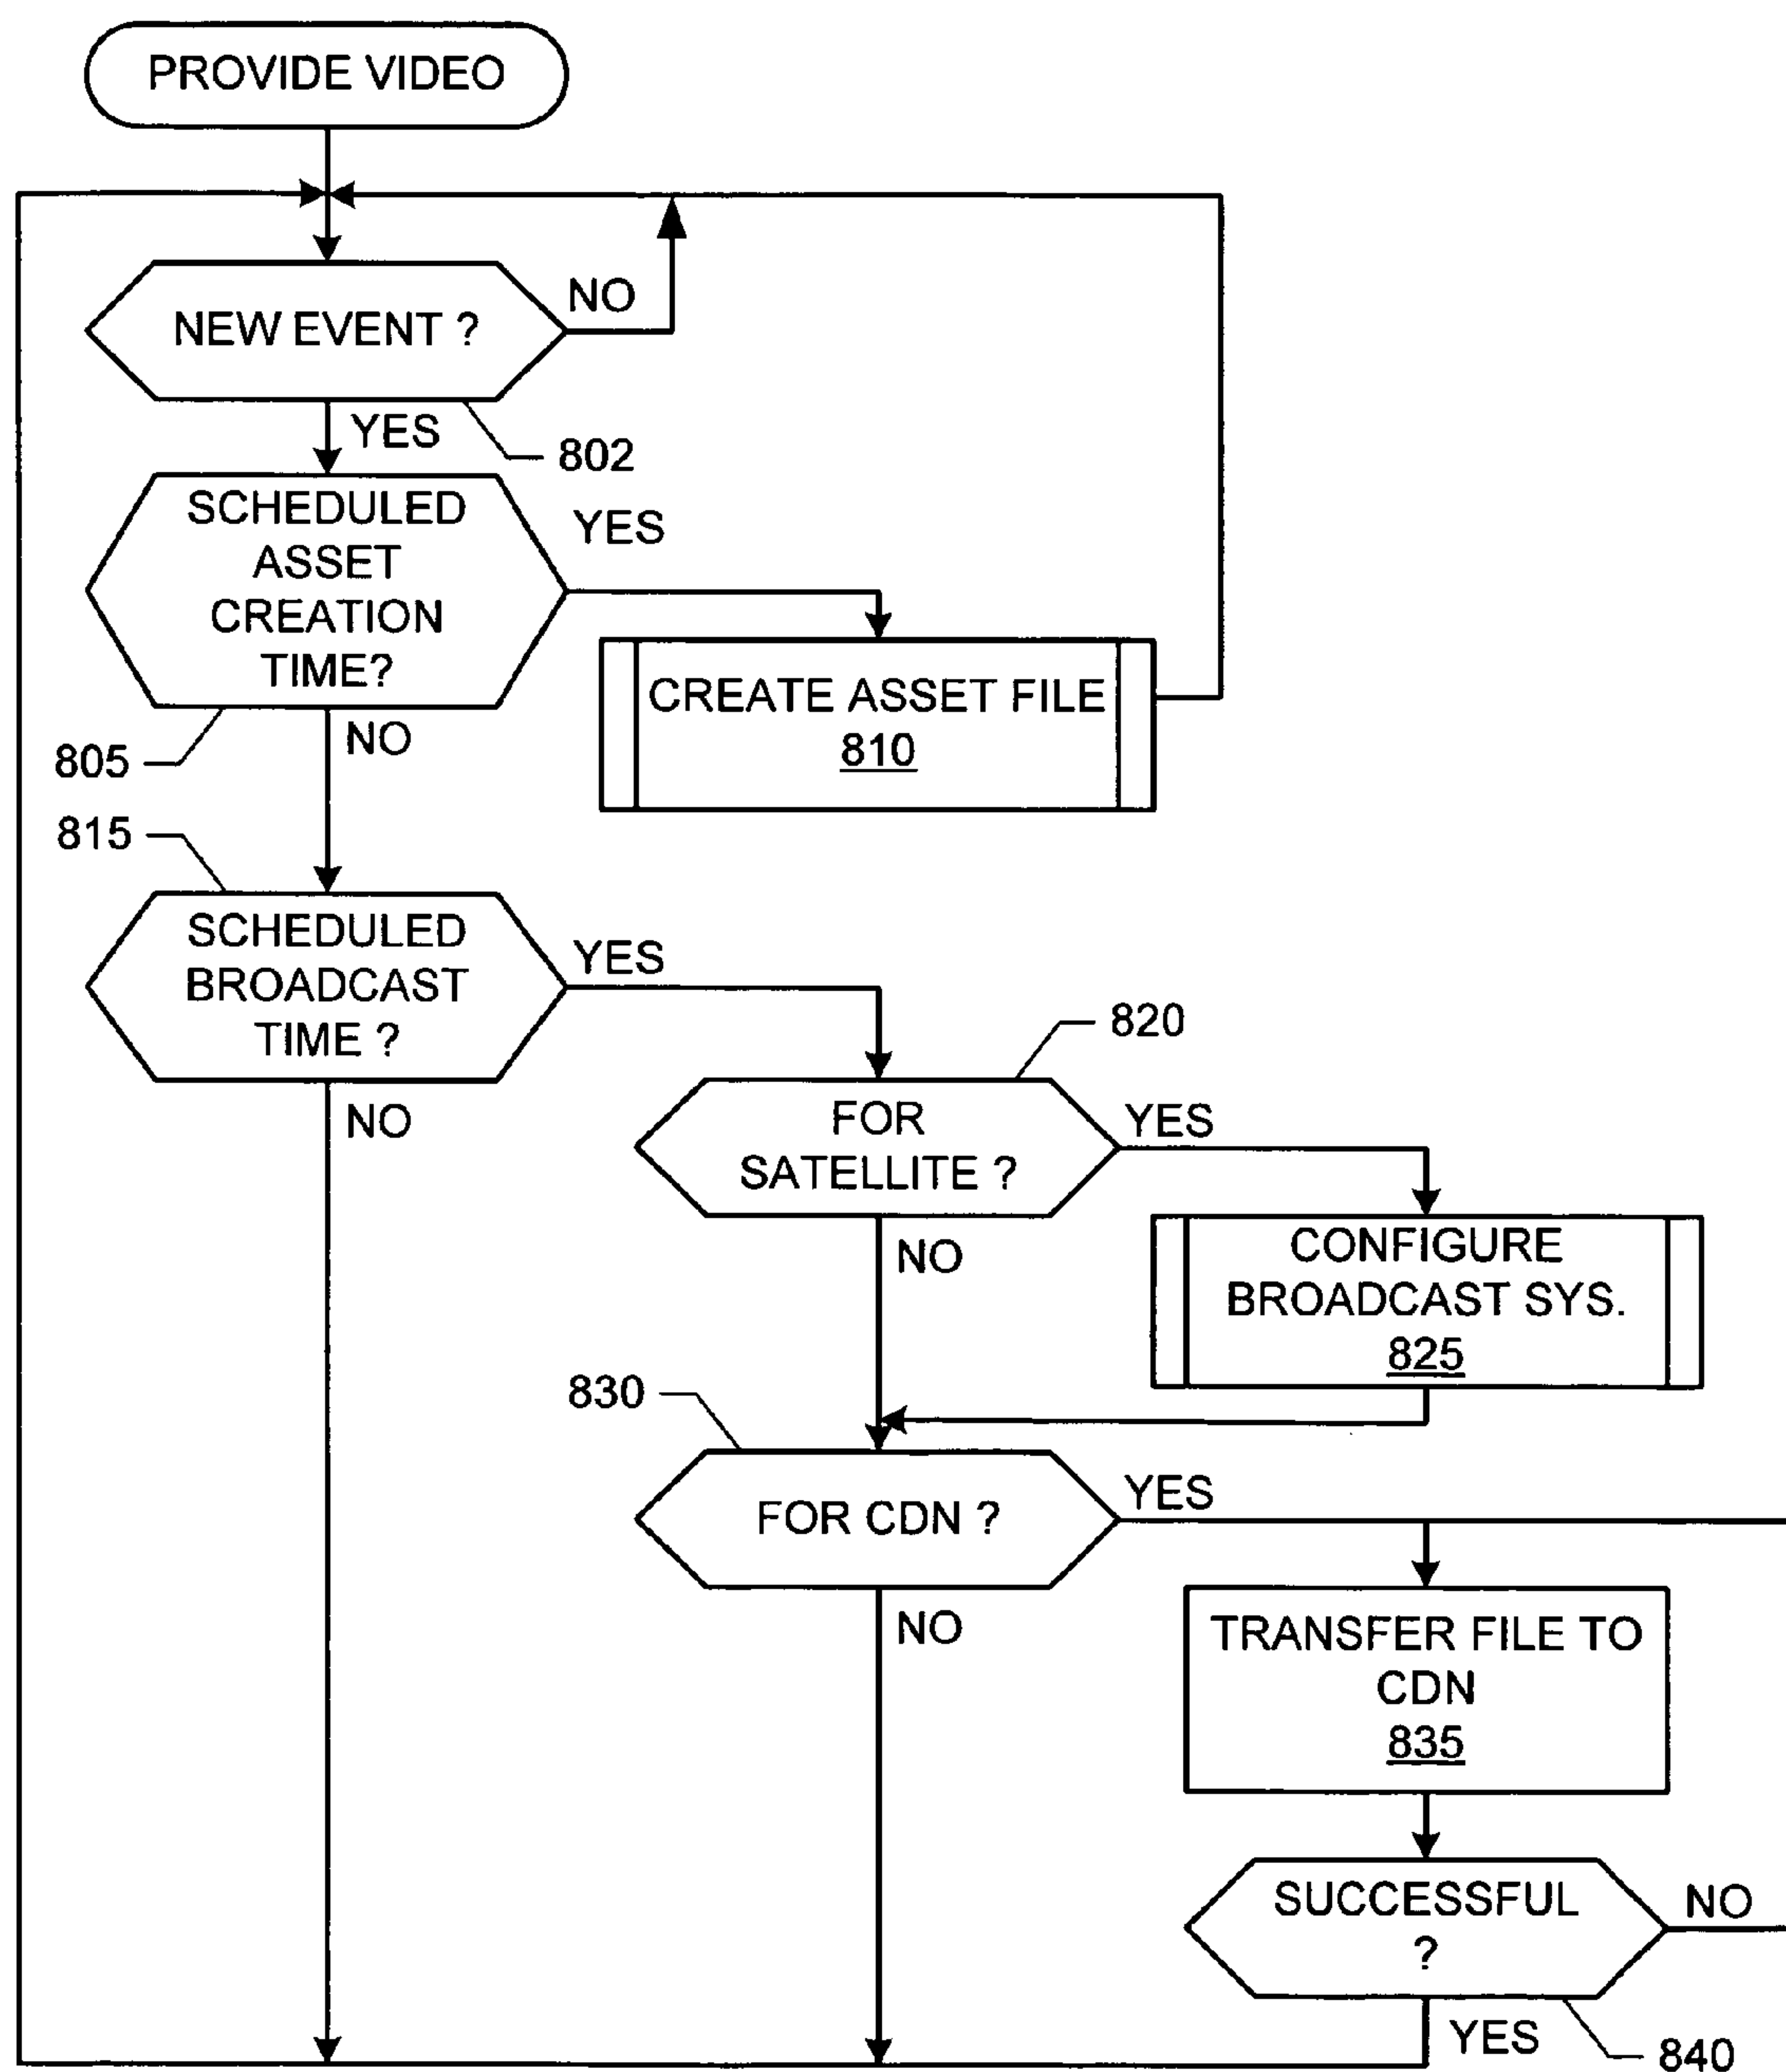 PROVIDE VIDEO
NEW EVENT ?
NO
YES
802
SCHEDULED
ASSET
CREATION
TIME?
YES
NO
805
CREATE ASSET FILE
810
815
SCHEDULED
BROADCAST
TIME ?
YES
NO
820
FOR
SATELLITE ?
YES
NO
CONFIGURE
BROADCAST SYS.
825
830
FOR CDN ?
YES
NO
TRANSFER FILE TO
CDN
835
SUCCESSFUL
?
NO
YES
840